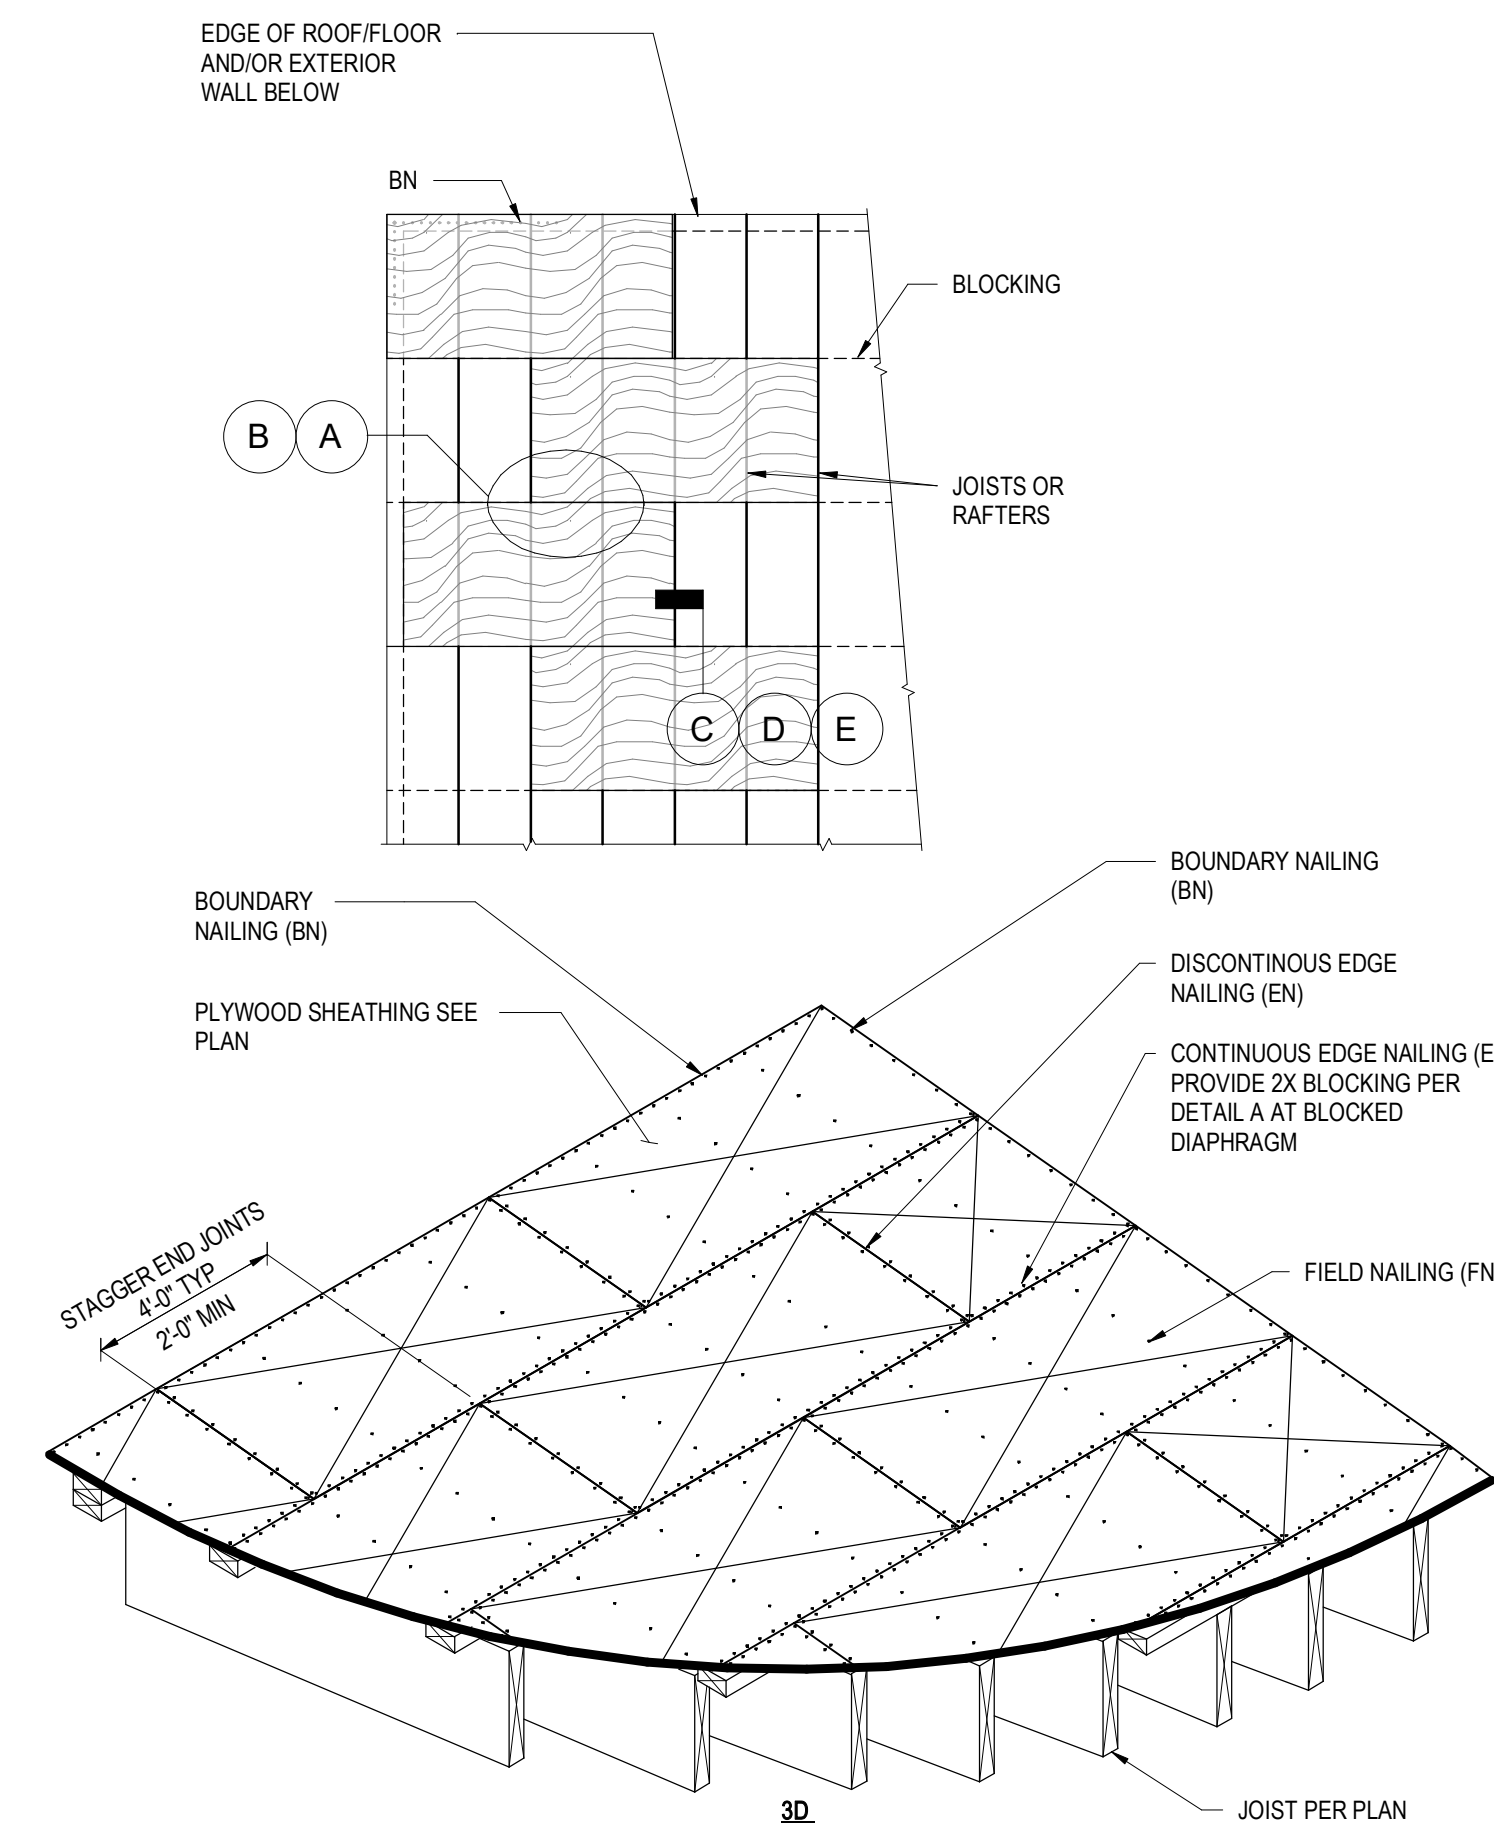 EDGE OF ROOF/FLOOR
AND/OR EXTERIOR
WALL BELOW
BN
BLOCKING
B
A
JOISTS OR
RAFTERS
C
D
E
BOUNDARY
NAILING (BN)
BOUNDARY NAILING
(BN)
DISCONTINOUS EDGE
NAILING (EN)
PLYWOOD SHEATHING SEE
PLAN
CONTINUOUS EDGE NAILING (E
PROVIDE 2X BLOCKING PER
DETAIL A AT BLOCKED
DIAPHRAGM
STAGGER END JOINTS
4'-0" TYP
2'-0" MIN
FIELD NAILING (FN
3D
JOIST PER PLAN